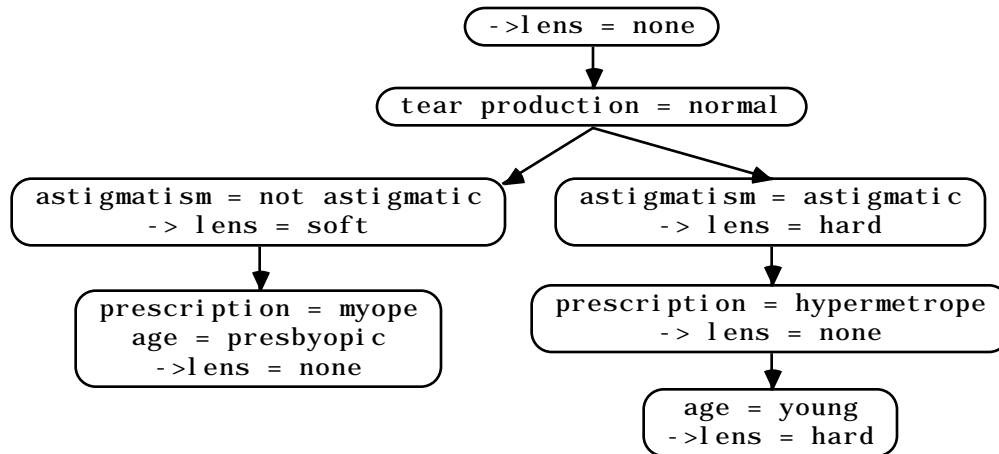 ->lens = none
tear production = normal
astigmatism = not astigmatic
-> lens = soft
astigmatism = astigmatic
-> lens = hard
prescription = myope
age = presbyopic
->lens = none
prescription = hypermetrope
-> lens = none
age = young
->lens = hard